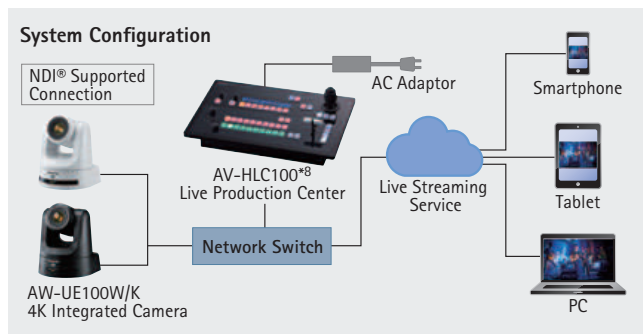 System Configuration
NDI® Supported
Connection
AC Adaptor
Smartphone
AV-HLC100*8
Live Production Center
Live Streaming
Service
Tablet
Network Switch
AW-UE100W/K
4K Integrated Camera
PC